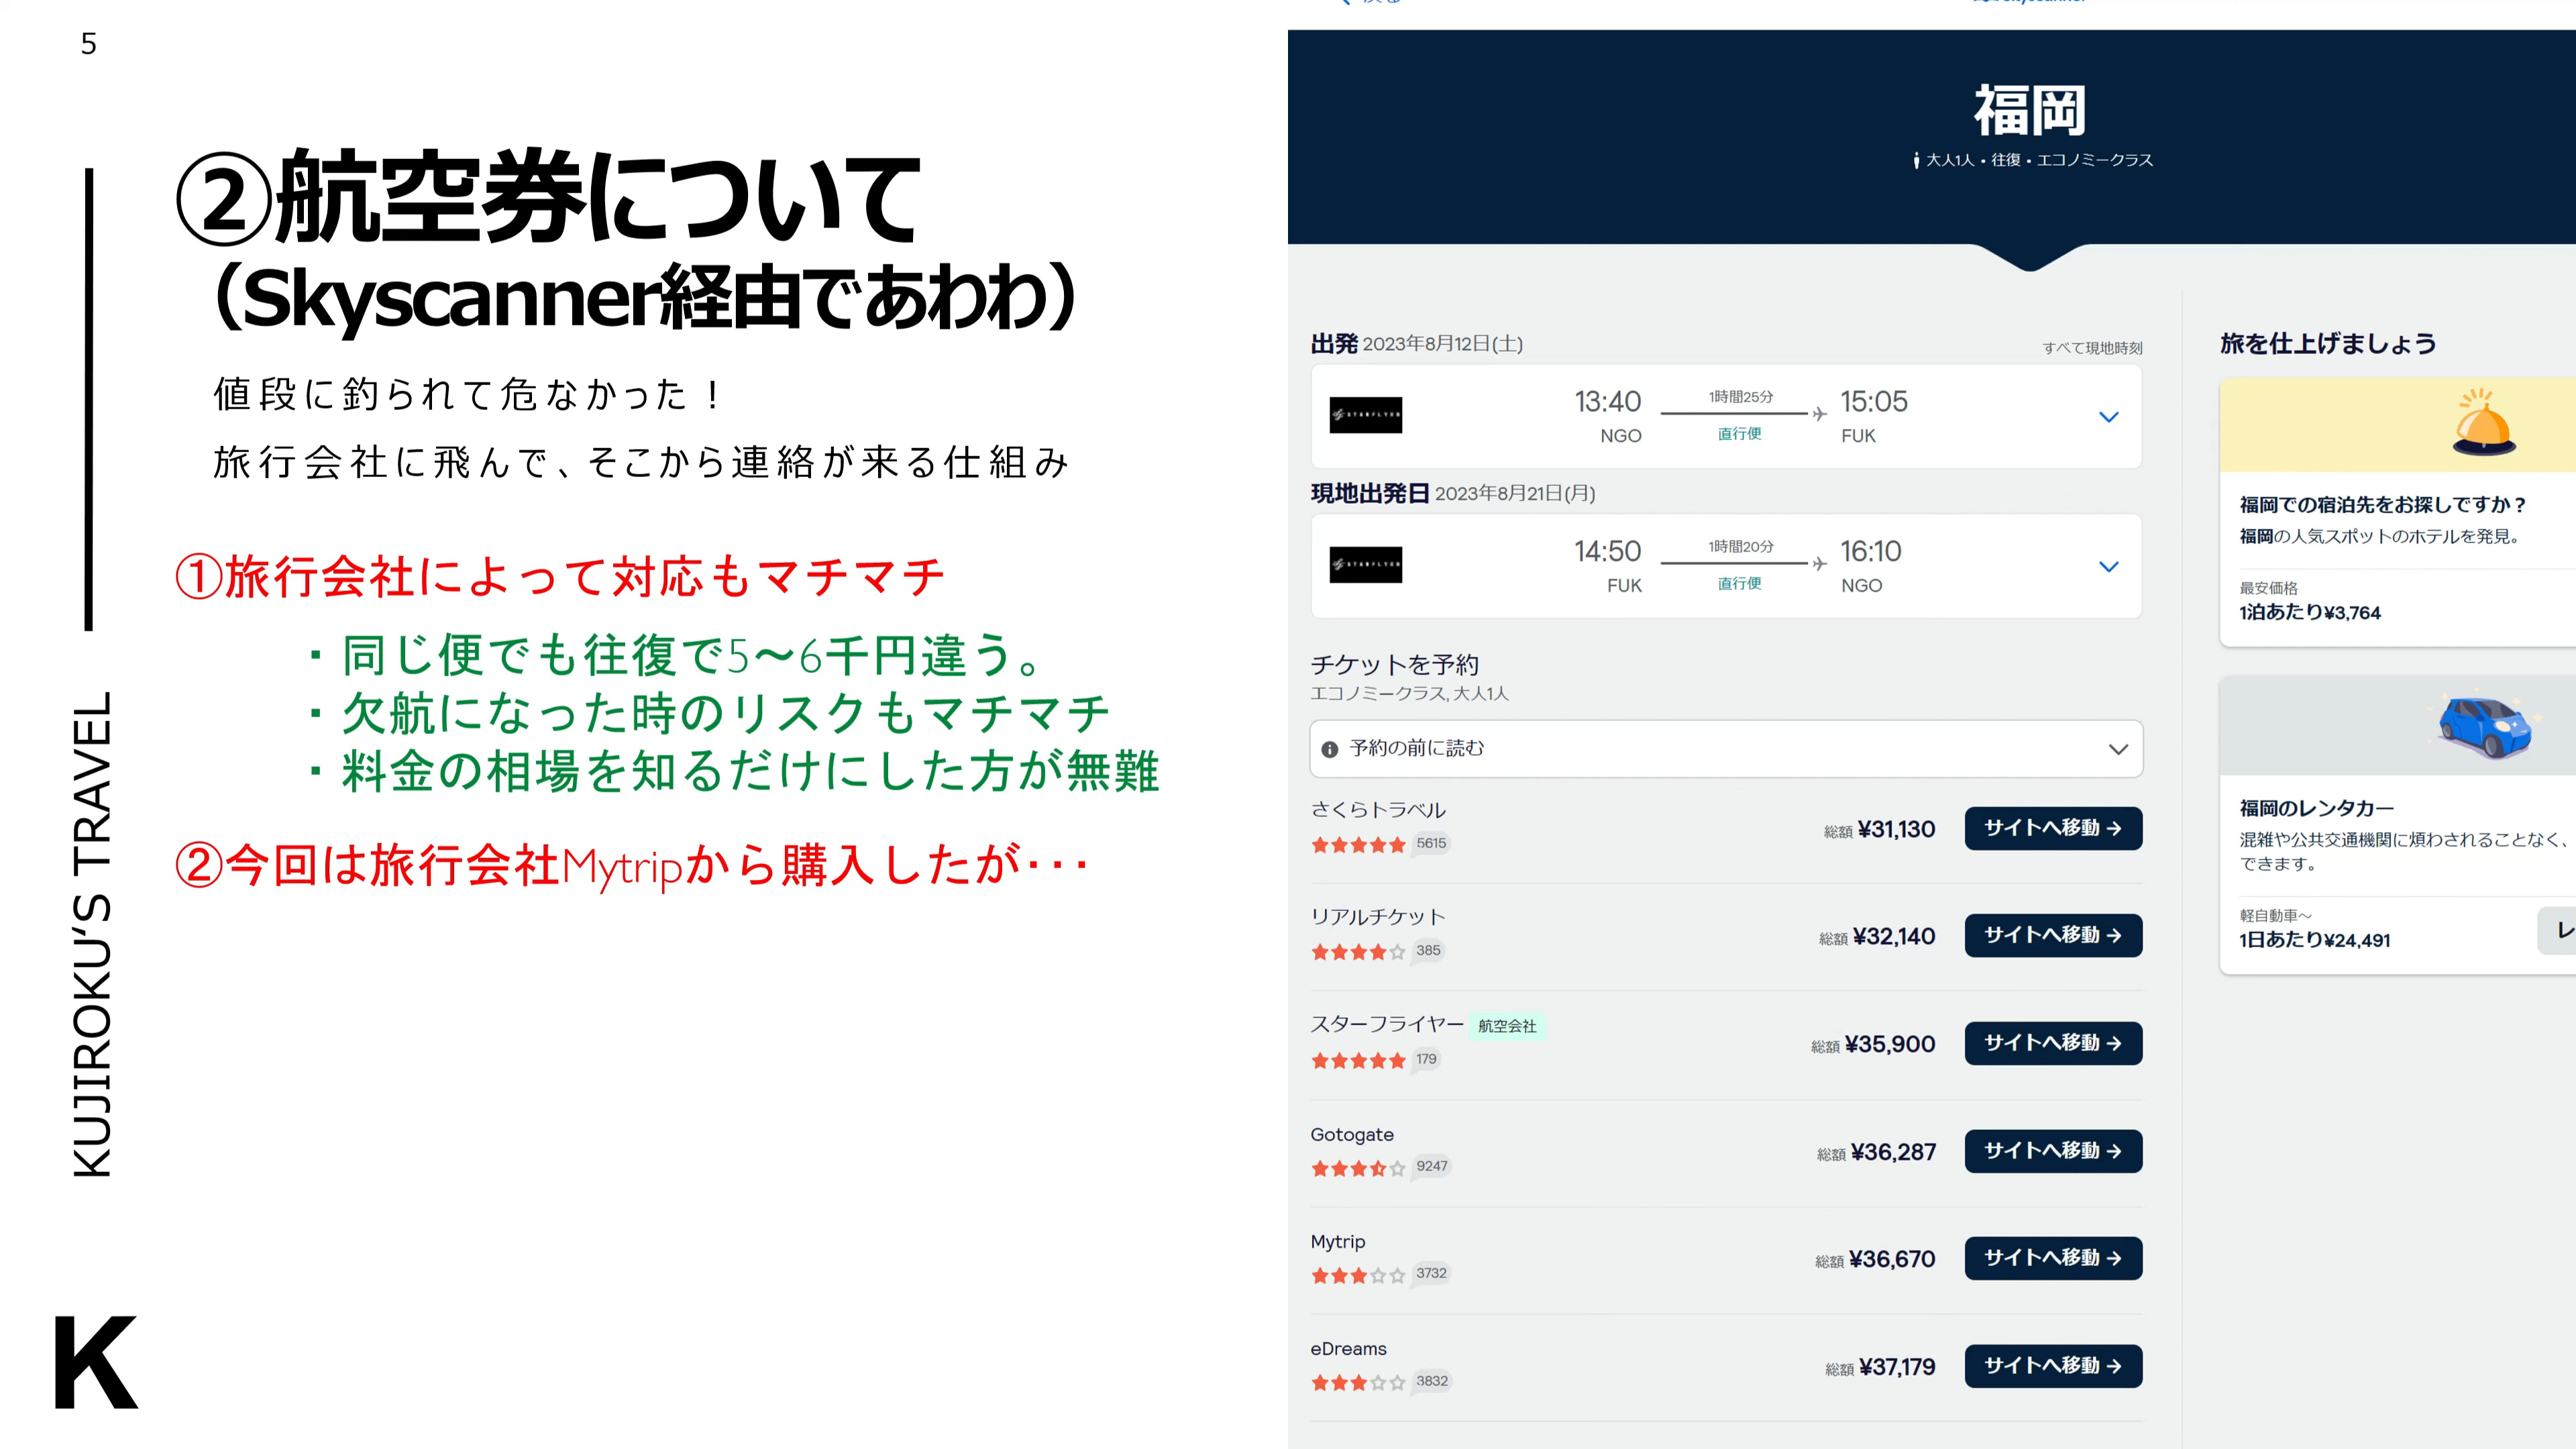 5
②航空券について
（Skyscanner経由であわわ）
値段に釣られて危なかった！
旅行会社に飛んで、そこから連絡が来る仕組み
①旅行会社によって対応もマチマチ
・同じ便でも往復で5～6千円違う。
・欠航になった時のリスクもマチマチ
・料金の相場を知るだけにした方が無難
②今回は旅行会社Mytripから購入したが･･･
KUJIROKU‘S TRAVEL
K
福岡
大人1人 • 往復 • エコノミークラス
出発 2023年8月12日(土)
すべて現地時刻
STARFLYER
13:40
NGO
1時間25分
直行便
15:05
FUK
現地出発日 2023年8月21日(月)
STARFLYER
14:50
FUK
1時間20分
直行便
16:10
NGO
チケットを予約
エコノミークラス, 大人1人
予約の前に読む
さくらトラベル
5615
総額 ¥31,130
サイトへ移動 →
リアルチケット
385
総額 ¥32,140
サイトへ移動 →
スターフライヤー 航空会社
179
総額 ¥35,900
サイトへ移動 →
Gotogate
9247
総額 ¥36,287
サイトへ移動 →
Mytrip
3732
総額 ¥36,670
サイトへ移動 →
eDreams
3832
総額 ¥37,179
サイトへ移動 →
旅を仕上げましょう
福岡での宿泊先をお探しですか？
福岡の人気スポットのホテルを発見。
最安価格
1泊あたり¥3,764
福岡のレンタカー
混雑や公共交通機関に煩わされることなく、
できます。
軽自動車～
1日あたり¥24,491
レ